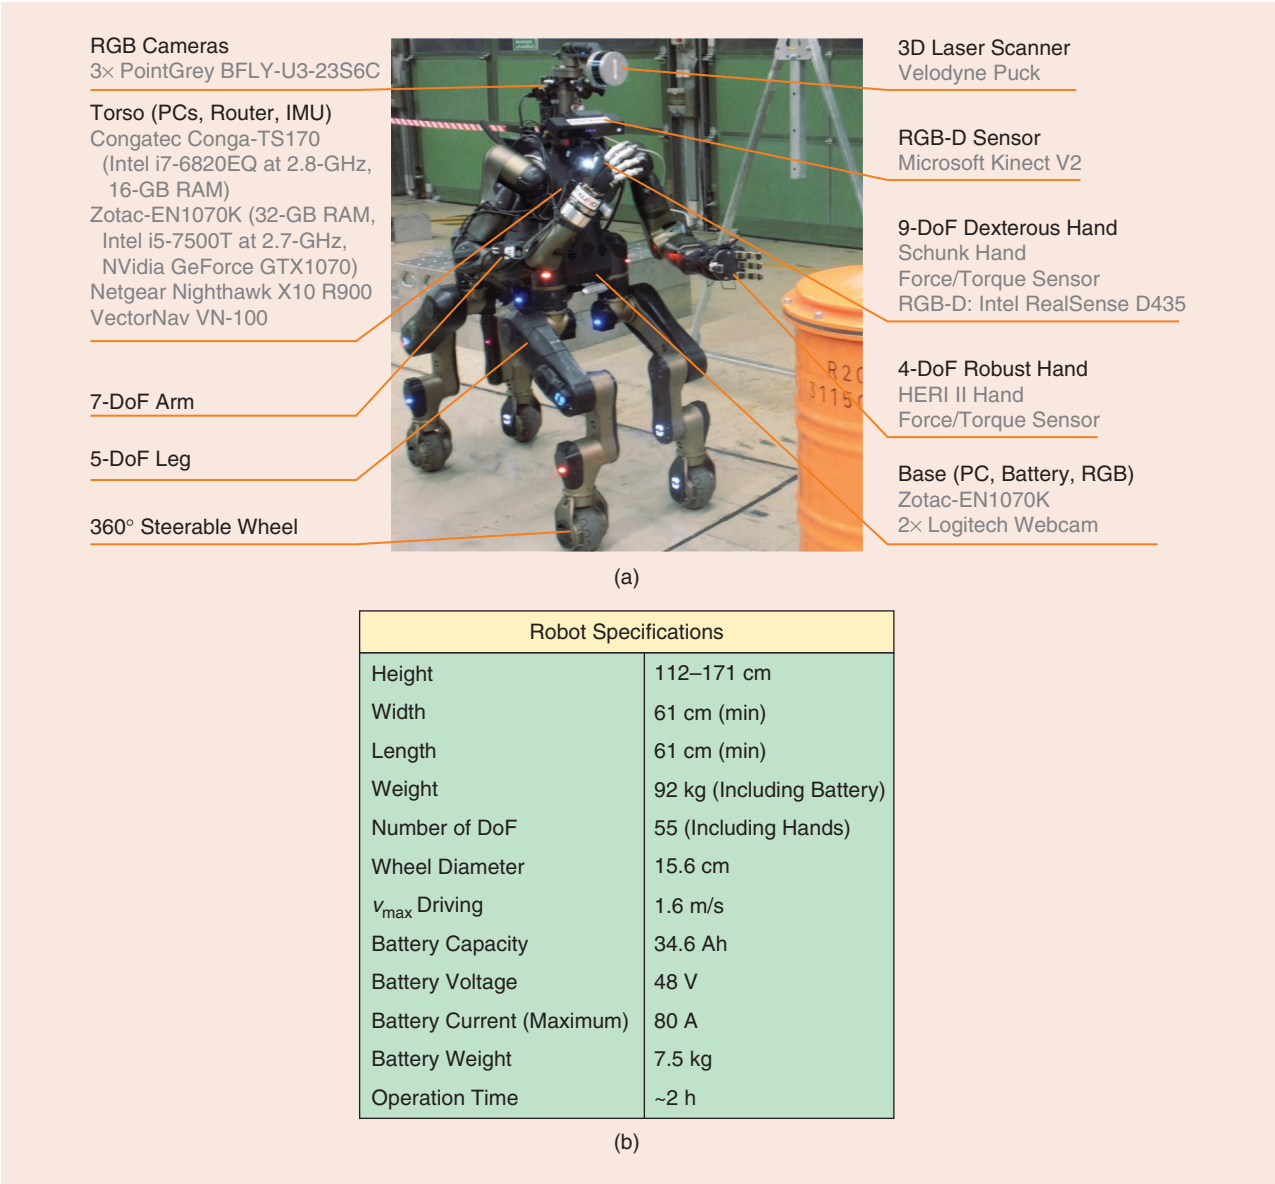 RGB Cameras
3× PointGrey BFLY-U3-23S6C
Torso (PCs, Router, IMU)
Congatec Conga-TS170
(Intel i7-6820EQ at 2.8-GHz,
16-GB RAM)
Zotac-EN1070K (32-GB RAM,
Intel i5-7500T at 2.7-GHz,
NVidia GeForce GTX1070)
Netgear Nighthawk X10 R900
VectorNav VN-100
7-DoF Arm
5-DoF Leg
360° Steerable Wheel
3D Laser Scanner
Velodyne Puck
RGB-D Sensor
Microsoft Kinect V2
9-DoF Dexterous Hand
Schunk Hand
Force/Torque Sensor
RGB-D: Intel RealSense D435
4-DoF Robust Hand
HERI II Hand
Force/Torque Sensor
Base (PC, Battery, RGB)
Zotac-EN1070K
2× Logitech Webcam
(a)
Robot Specifications
Height 112–171 cm
Width 61 cm (min)
Length 61 cm (min)
Weight 92 kg (Including Battery)
Number of DoF 55 (Including Hands)
Wheel Diameter 15.6 cm
vmax Driving 1.6 m/s
Battery Capacity 34.6 Ah
Battery Voltage 48 V
Battery Current (Maximum) 80 A
Battery Weight 7.5 kg
Operation Time ~2 h
(b)